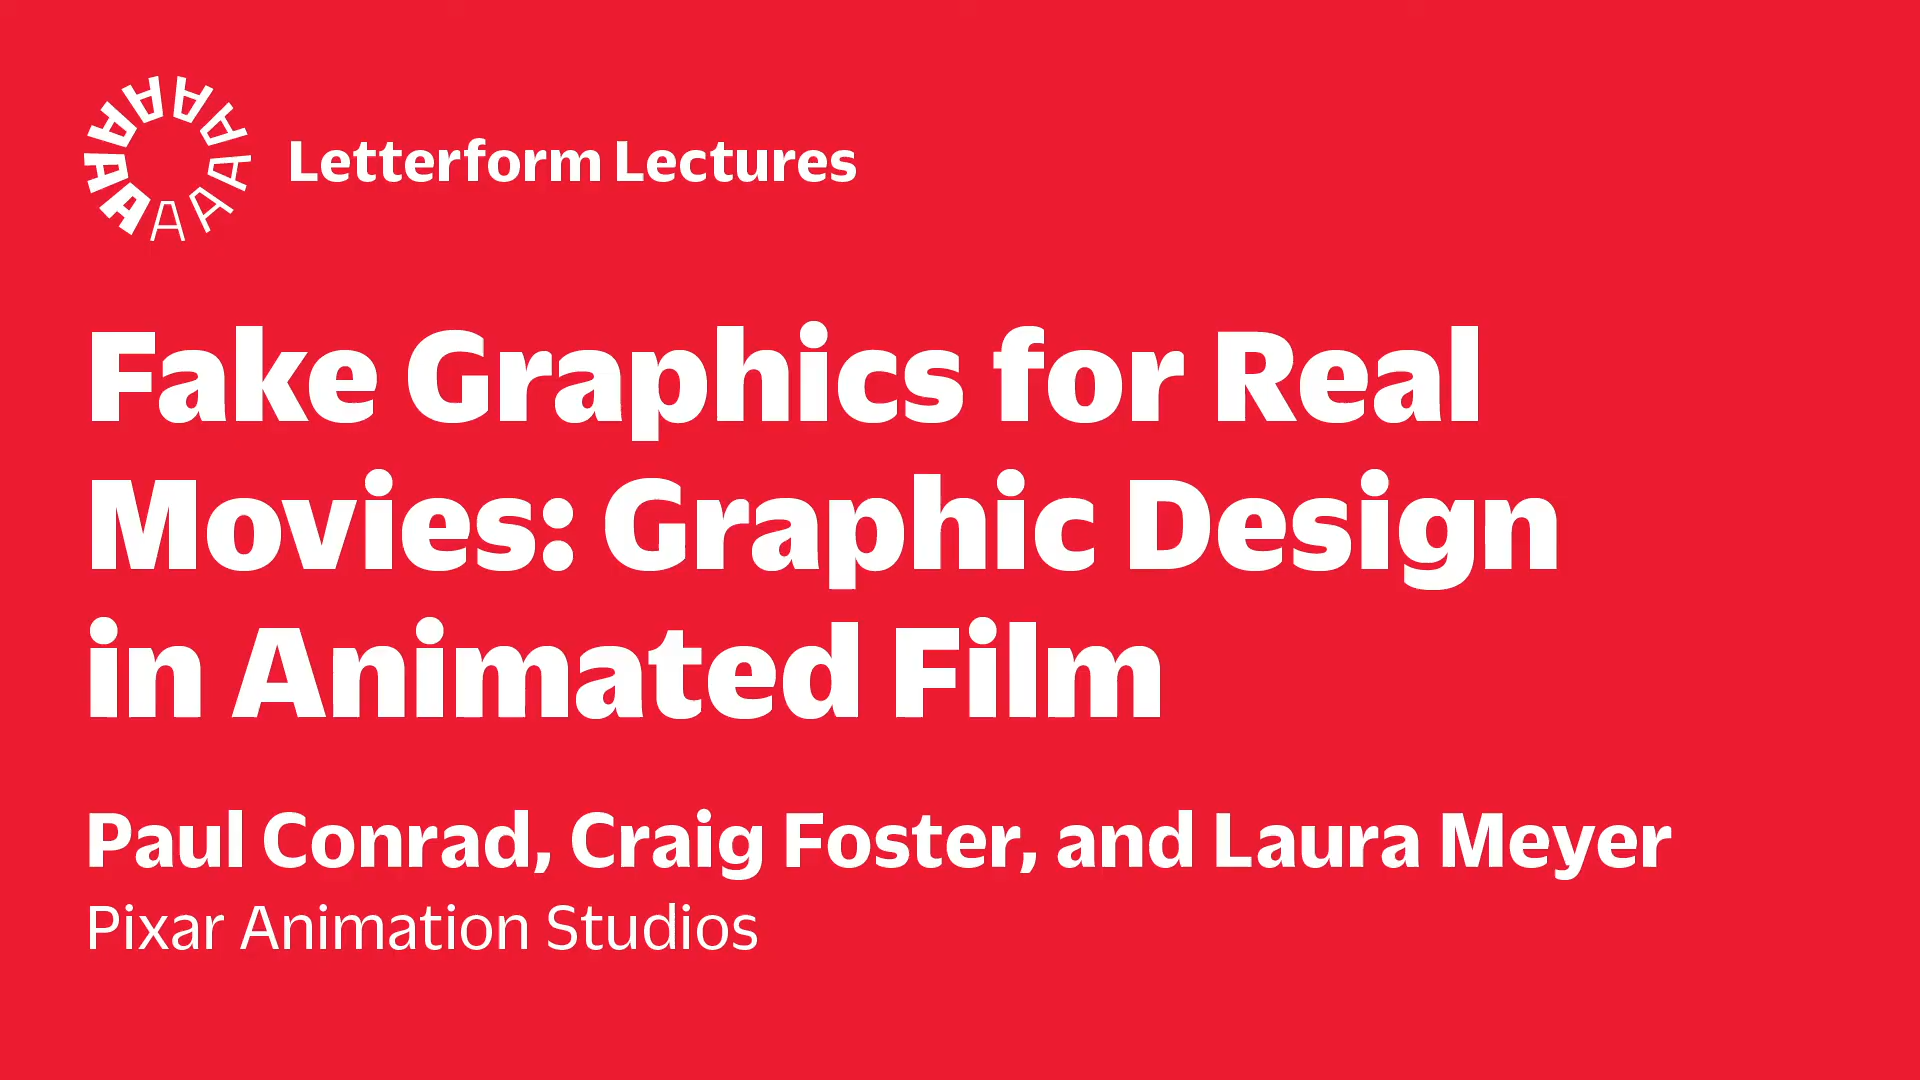 AAAAAAAAAAA
Letterform Lectures
Fake Graphics for Real
Movies: Graphic Design
in Animated Film
Paul Conrad, Craig Foster, and Laura Meyer
Pixar Animation Studios